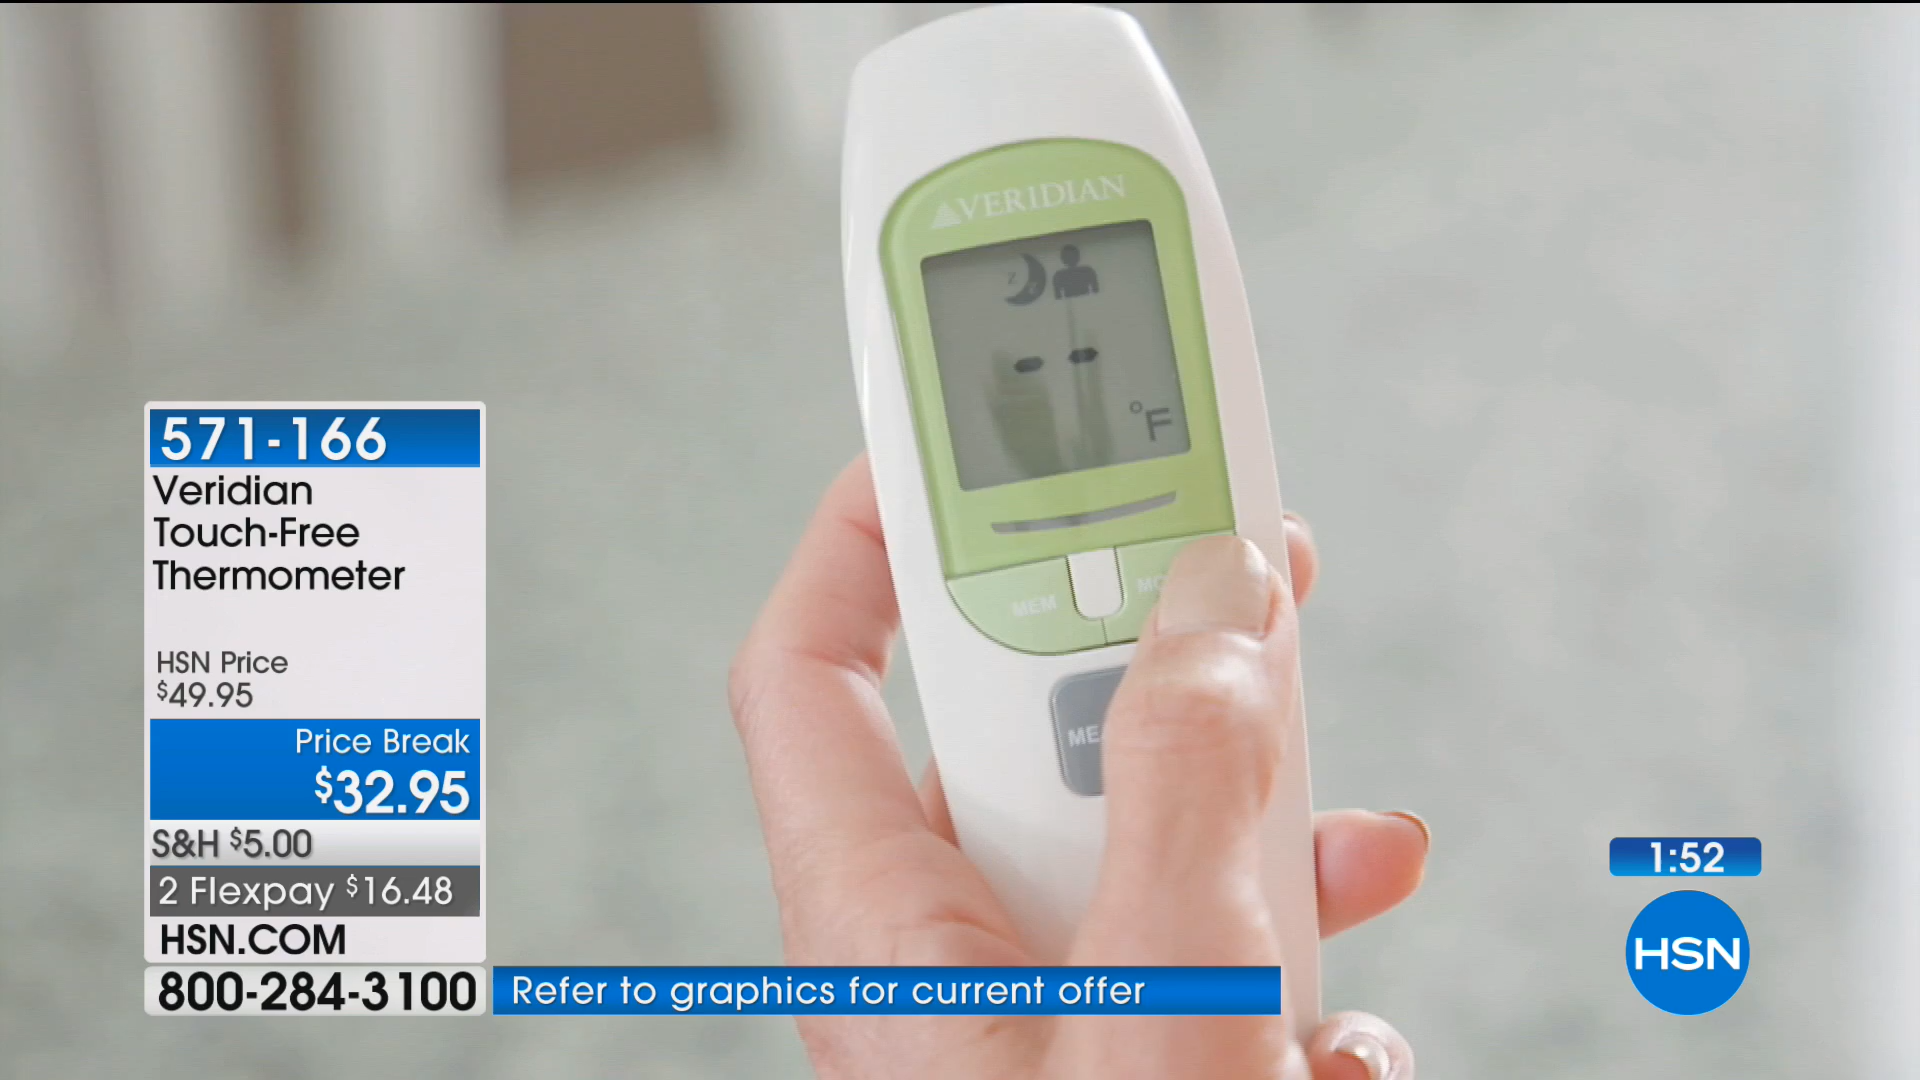 VERIDIAN
°F
MEM
571-166
Veridian
Touch-Free
Thermometer
HSN Price
$49.95
Price Break
$32.95
S&H $5.00
2 Flexpay $16.48
HSN.COM
800-284-3100
Refer to graphics for current offer
1:52
HSN